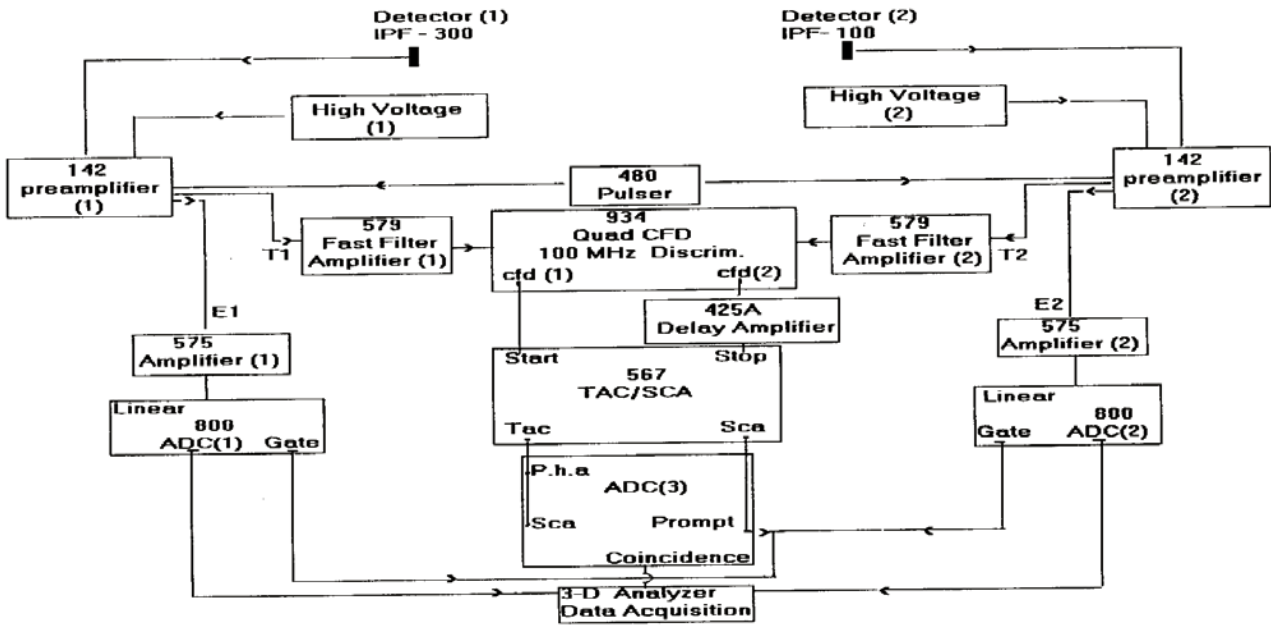 Detector (1)
IPF - 300
Detector (2)
IPF- 100
High Voltage
(1)
High Voltage
(2)
142
preamplifier
(1)
480
Pulser
142
preamplifier
(2)
T1
579
Fast Filter
Amplifier (1)
934
Quad CFD
100 MHz Discrim.
cfd (1)
cfd(2)
579
Fast Filter
Amplifier (2)
T2
E1
425A
Delay Amplifier
E2
575
Amplifier (1)
Start
Stop
567
TAC/SCA
Tac
Sca
575
Amplifier (2)
Linear
800
ADC(1)
Gate
Linear
800
Gate
ADC(2)
P.h.a
ADC(3)
Sca
Prompt
Coincidence
3-D Analyzer
Data Acquisition